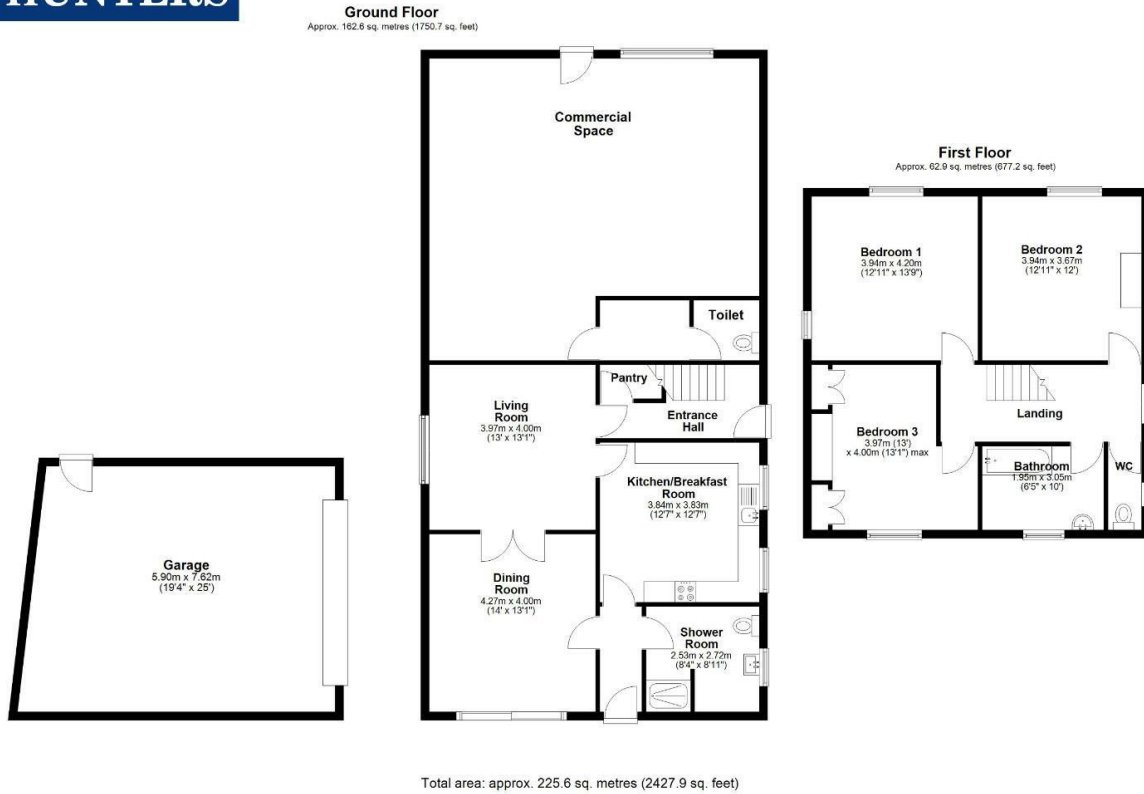 HUNTERS
Ground Floor
Approx. 162.6 sq. metres (1750.7 sq. feet)
Commercial
Space
Toilet
Pantry
Living
Room
3.97m x 4.00m
(13' x 13'1")
Entrance
Hall
Kitchen/Breakfast
Room
3.84m x 3.83m
(12'7" x 12'7")
Dining
Room
4.27m x 4.00m
(14' x 13'1")
Shower
Room
2.53m x 2.72m
(8'4" x 8'11")
Garage
5.90m x 7.62m
(19'4" x 25')
First Floor
Approx. 62.9 sq. metres (677.2 sq. feet)
Bedroom 1
3.94m x 4.20m
(12'11" x 13'9")
Bedroom 2
3.94m x 3.67m
(12'11" x 12')
Bedroom 3
3.97m (13')
x 4.00m (13'1") max
Landing
Bathroom
1.95m x 3.05m
(6'5" x 10')
WC
Total area: approx. 225.6 sq. metres (2427.9 sq. feet)